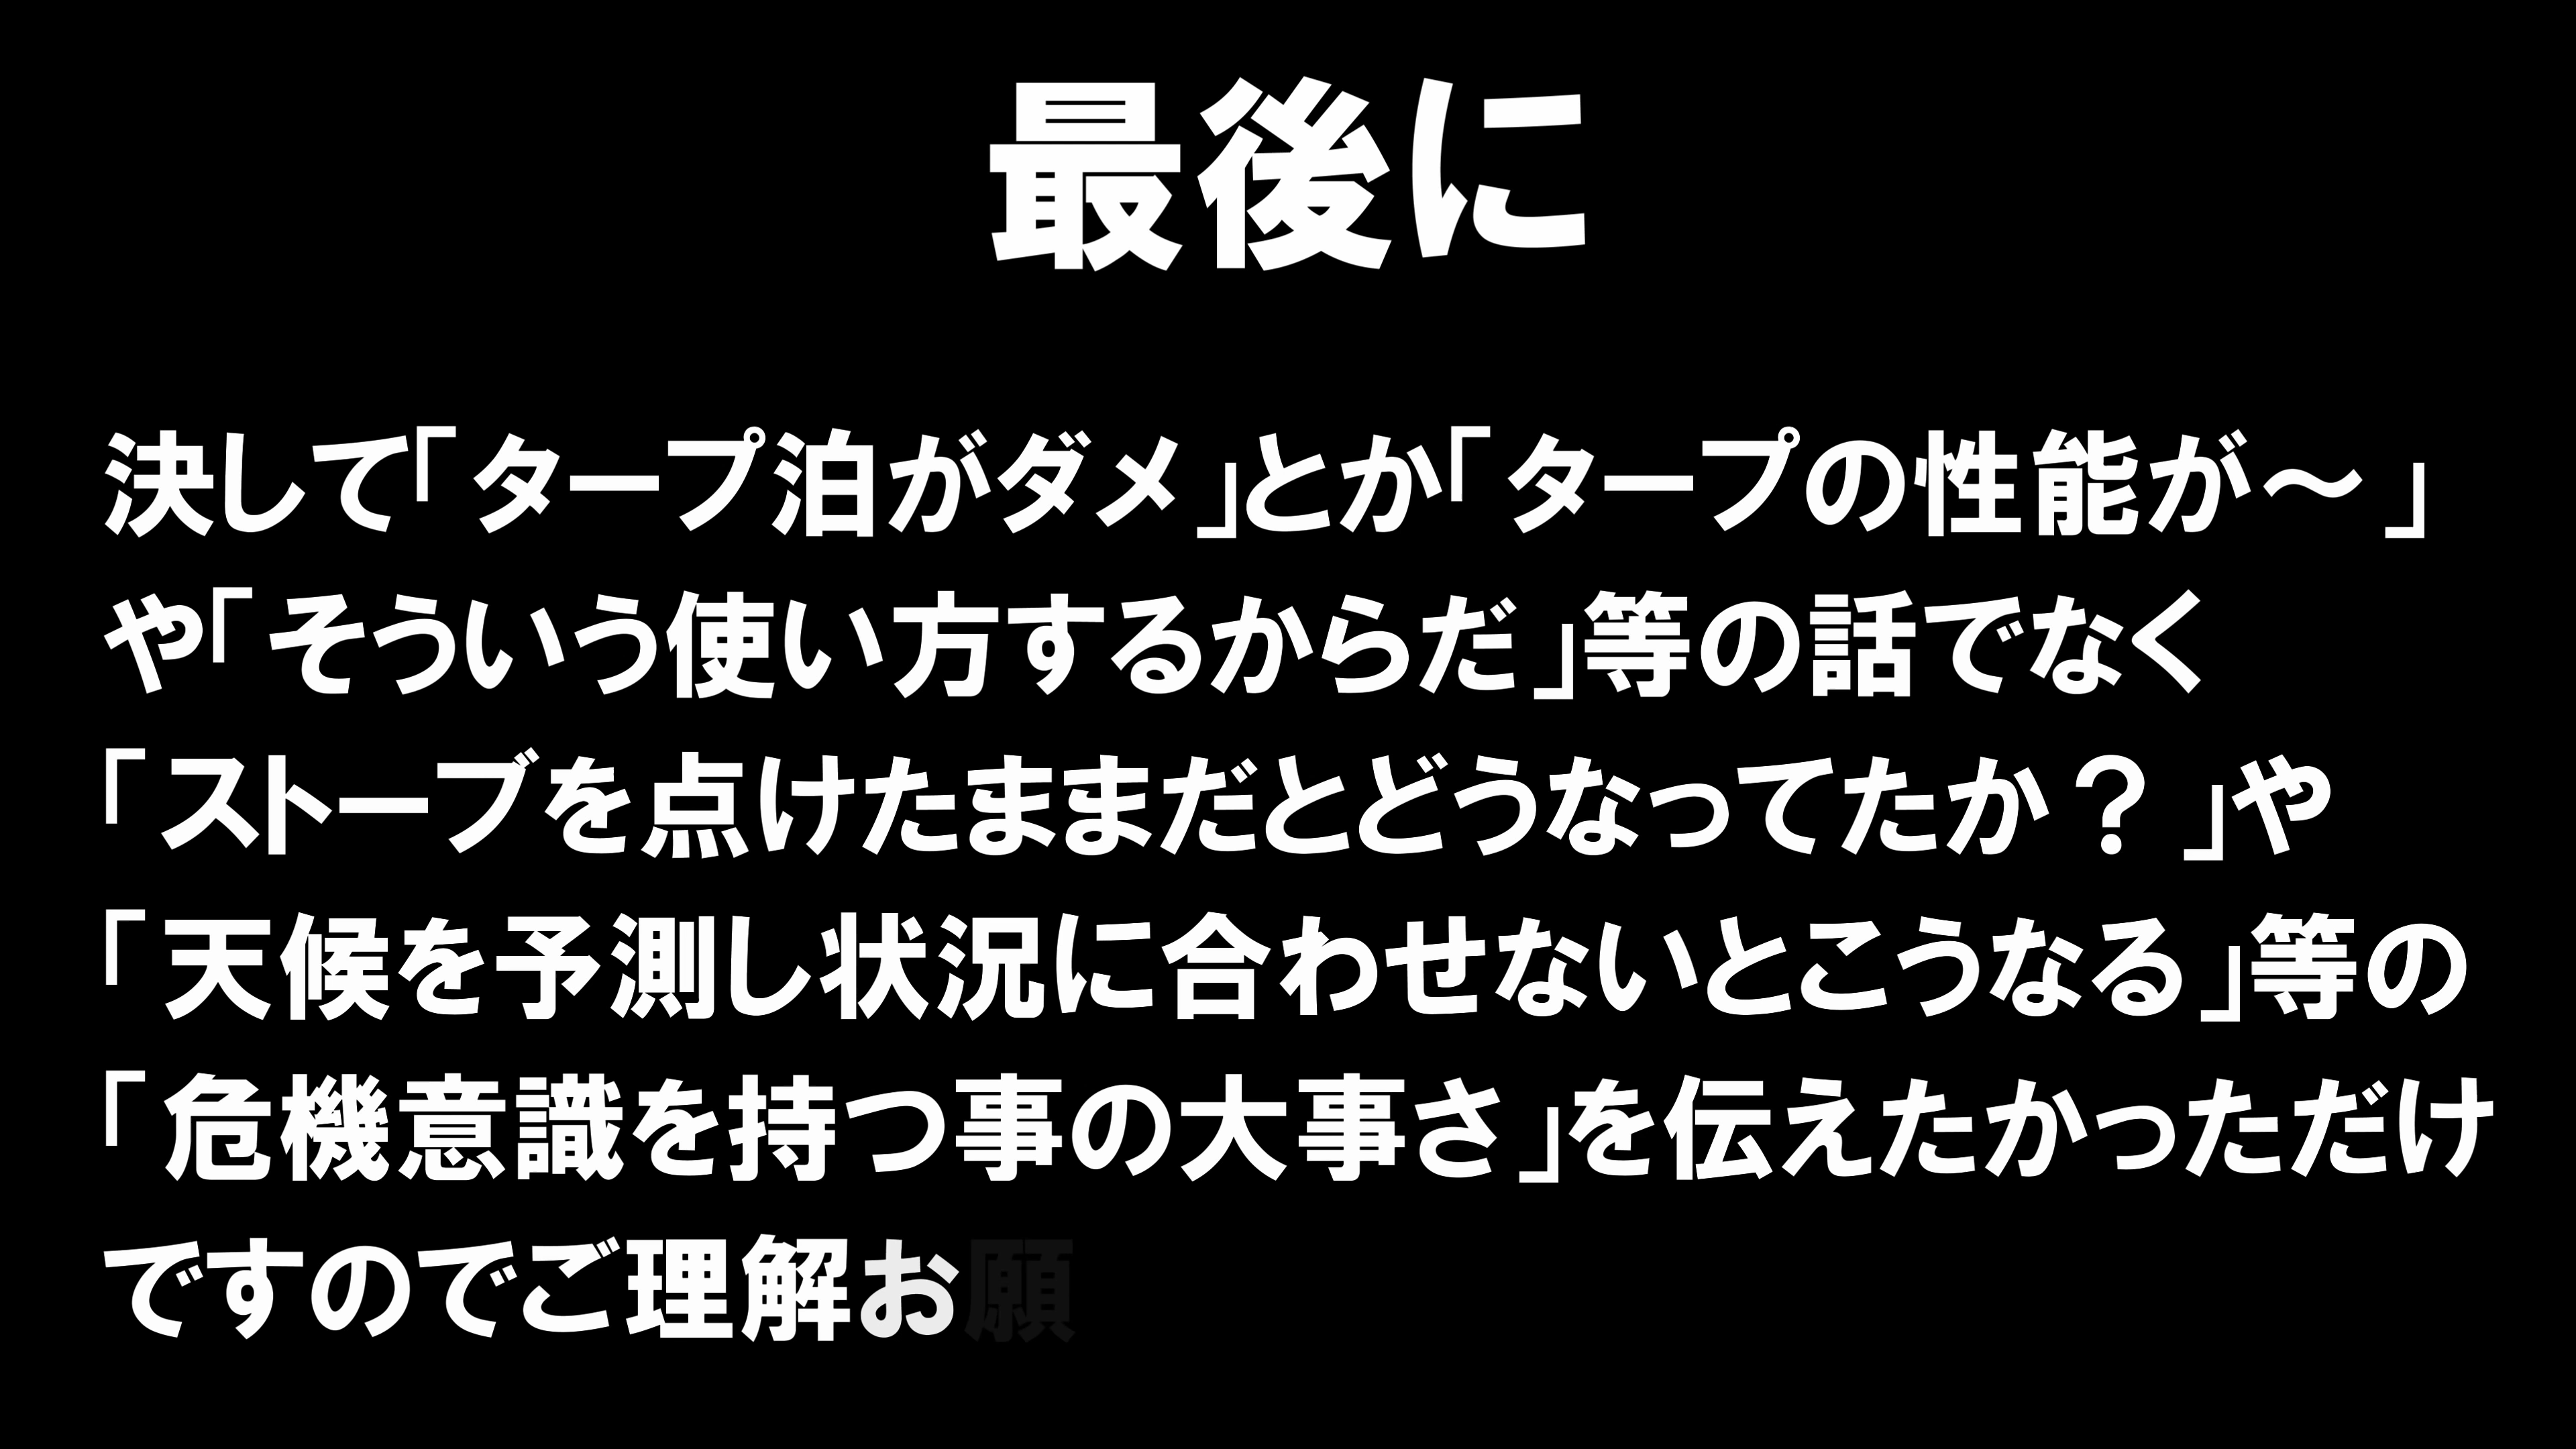 最後に
決して「タープ泊がダメ」とか「タープの性能が～」
や「そういう使い方するからだ」等の話でなく
「ストーブを点けたままだとどうなってたか？」や
「天候を予測し状況に合わせないとこうなる」等の
「危機意識を持つ事の大事さ」を伝えたかっただけ
ですのでご理解お願